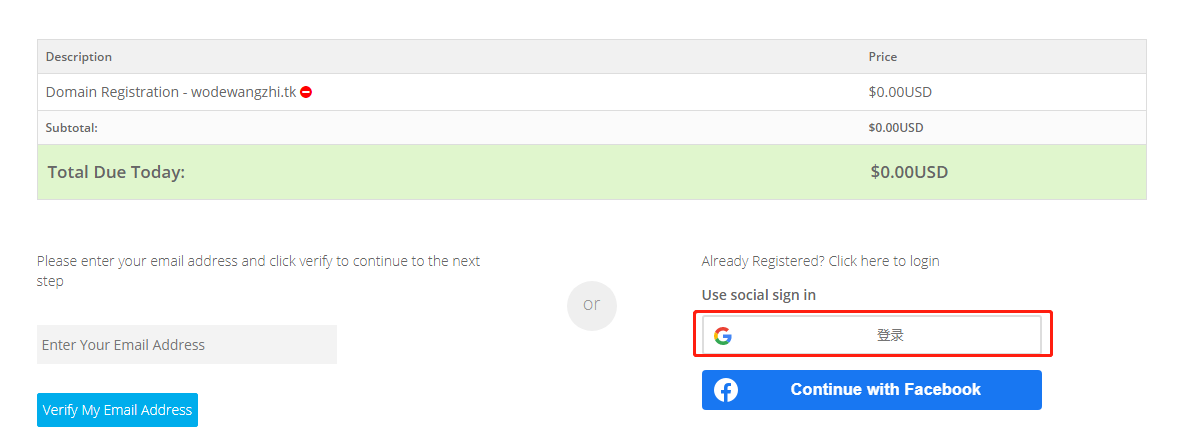 Description Price
Domain Registration - wodewangzhi.tk $0.00USD
Subtotal: $0.00USD
Total Due Today: $0.00USD
Please enter your email address and click verify to continue to the next
step
Enter Your Email Address
Verify My Email Address
or
Already Registered? Click here to login
Use social sign in
登录
Continue with Facebook